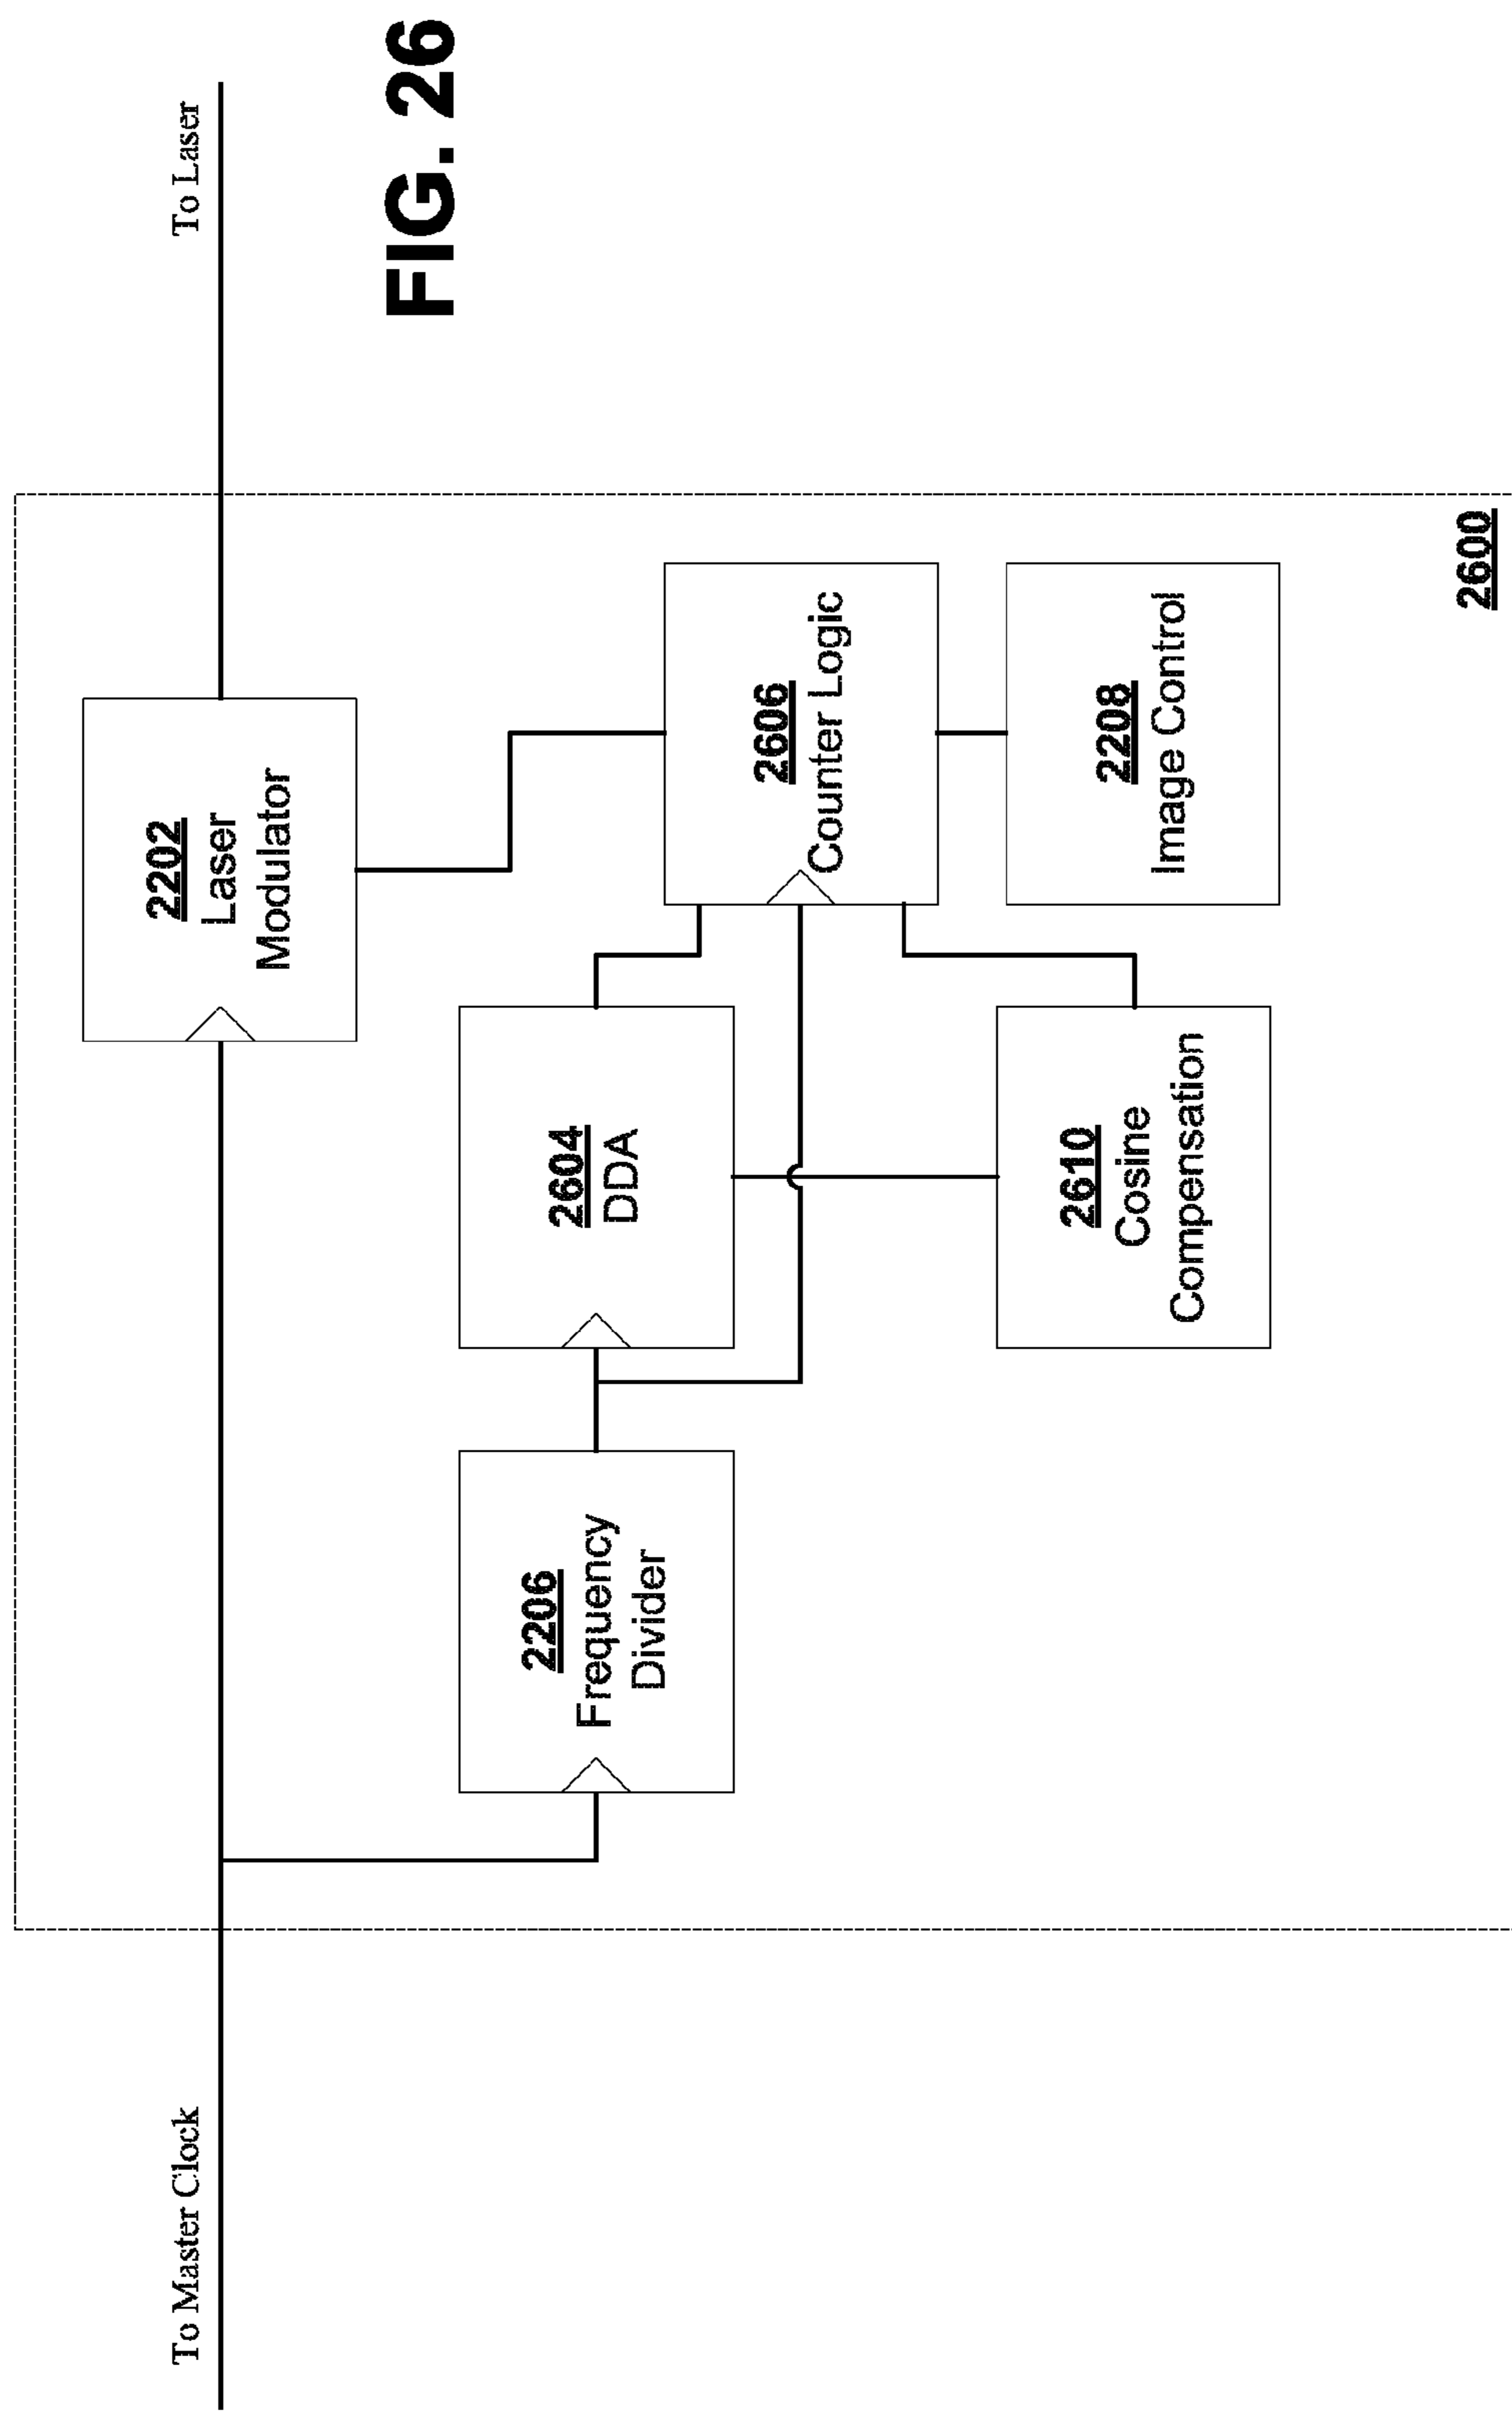 To Master Clock
To Laser
2202
Laser
Modulator
FIG. 26
2206
Frequency
Divider
2604
DDA
2606
Counter Logic
2610
Cosine
Compensation
2208
Image Control
2600